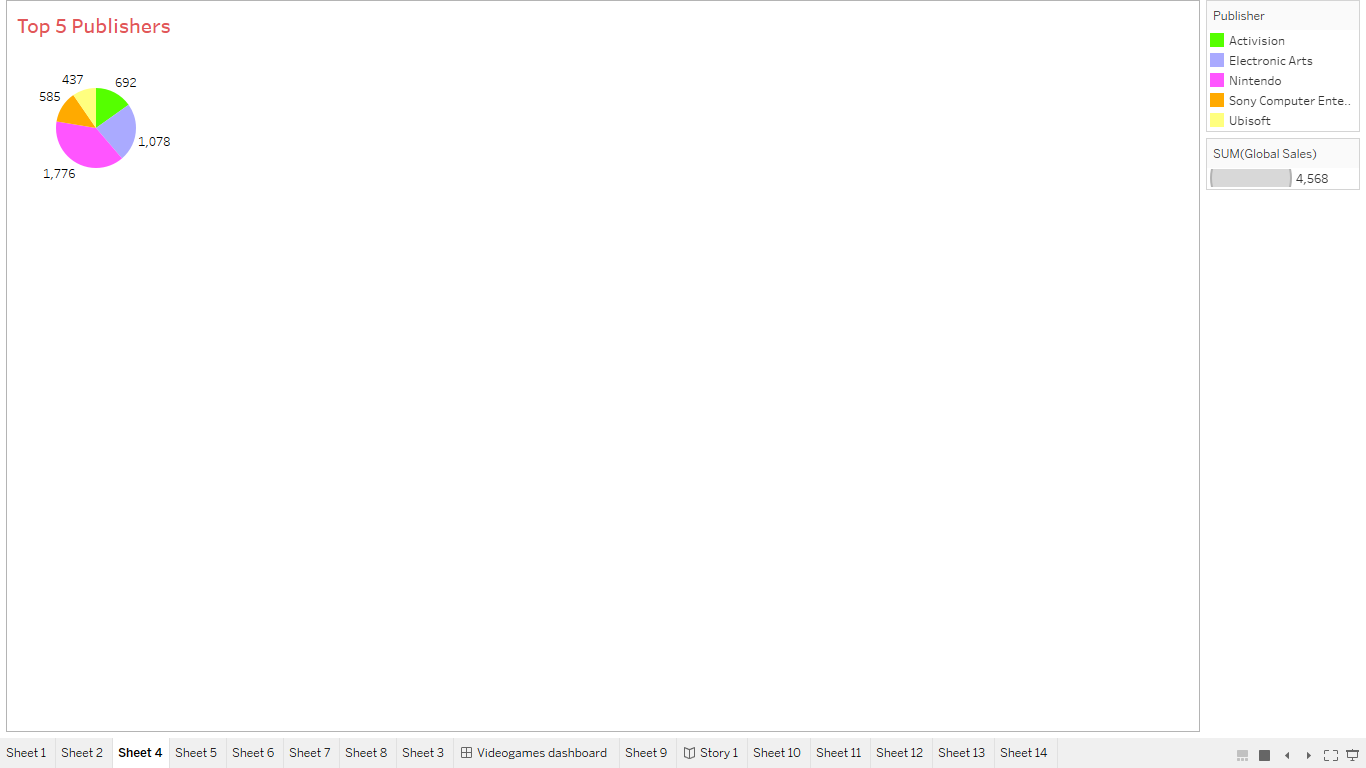 Top 5 Publishers
437
692
585
1,078
1,776
Publisher
Activision
Electronic Arts
Nintendo
Sony Computer Ente..
Ubisoft
SUM(Global Sales)
4,568
Sheet 1 Sheet 2 Sheet 4 Sheet 5 Sheet 6 Sheet 7 Sheet 8 Sheet 3 Videogames dashboard Sheet 9 Story 1 Sheet 10 Sheet 11 Sheet 12 Sheet 13 Sheet 14